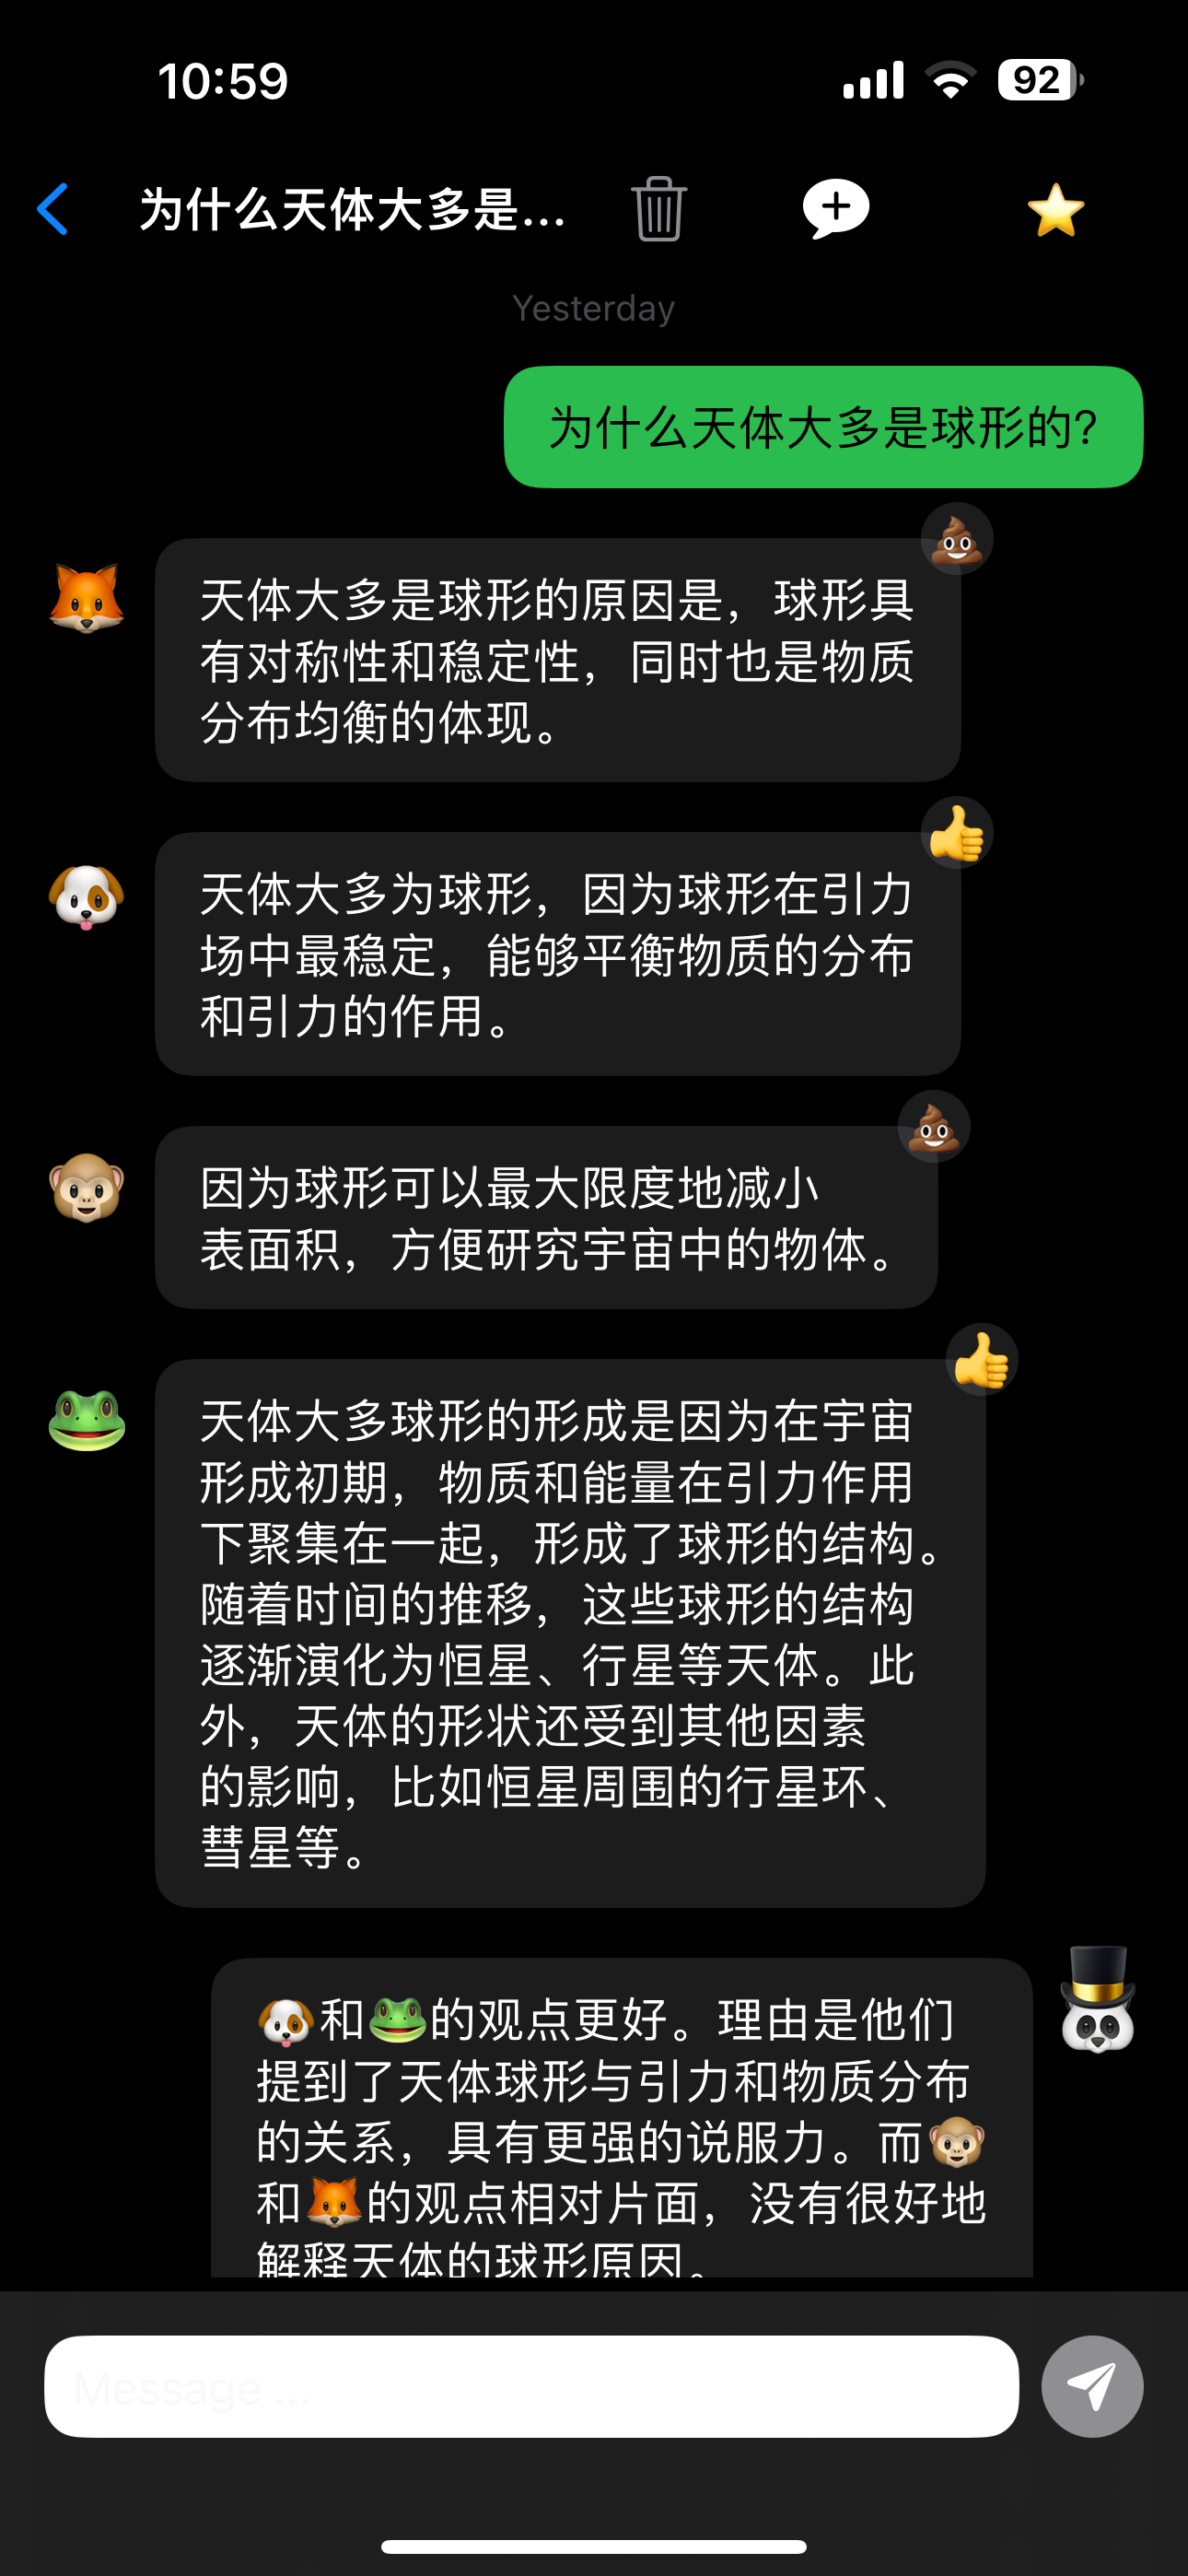 10:59
92
为什么天体大多是...
Yesterday
为什么天体大多是球形的?
天体大多是球形的原因是，球形具
有对称性和稳定性，同时也是物质
分布均衡的体现。
天体大多为球形，因为球形在引力
场中最稳定，能够平衡物质的分布
和引力的作用。
因为球形可以最大限度地减小
表面积，方便研究宇宙中的物体。
天体大多球形的形成是因为在宇宙
形成初期，物质和能量在引力作用
下聚集在一起，形成了球形的结构。
随着时间的推移，这些球形的结构
逐渐演化为恒星、行星等天体。此
外，天体的形状还受到其他因素
的影响，比如恒星周围的行星环、
彗星等。
🐶和🐸的观点更好。理由是他们
提到了天体球形与引力和物质分布
的关系，具有更强的说服力。而🐵
和🦊的观点相对片面，没有很好地
解释天体的球形原因。
Message ...